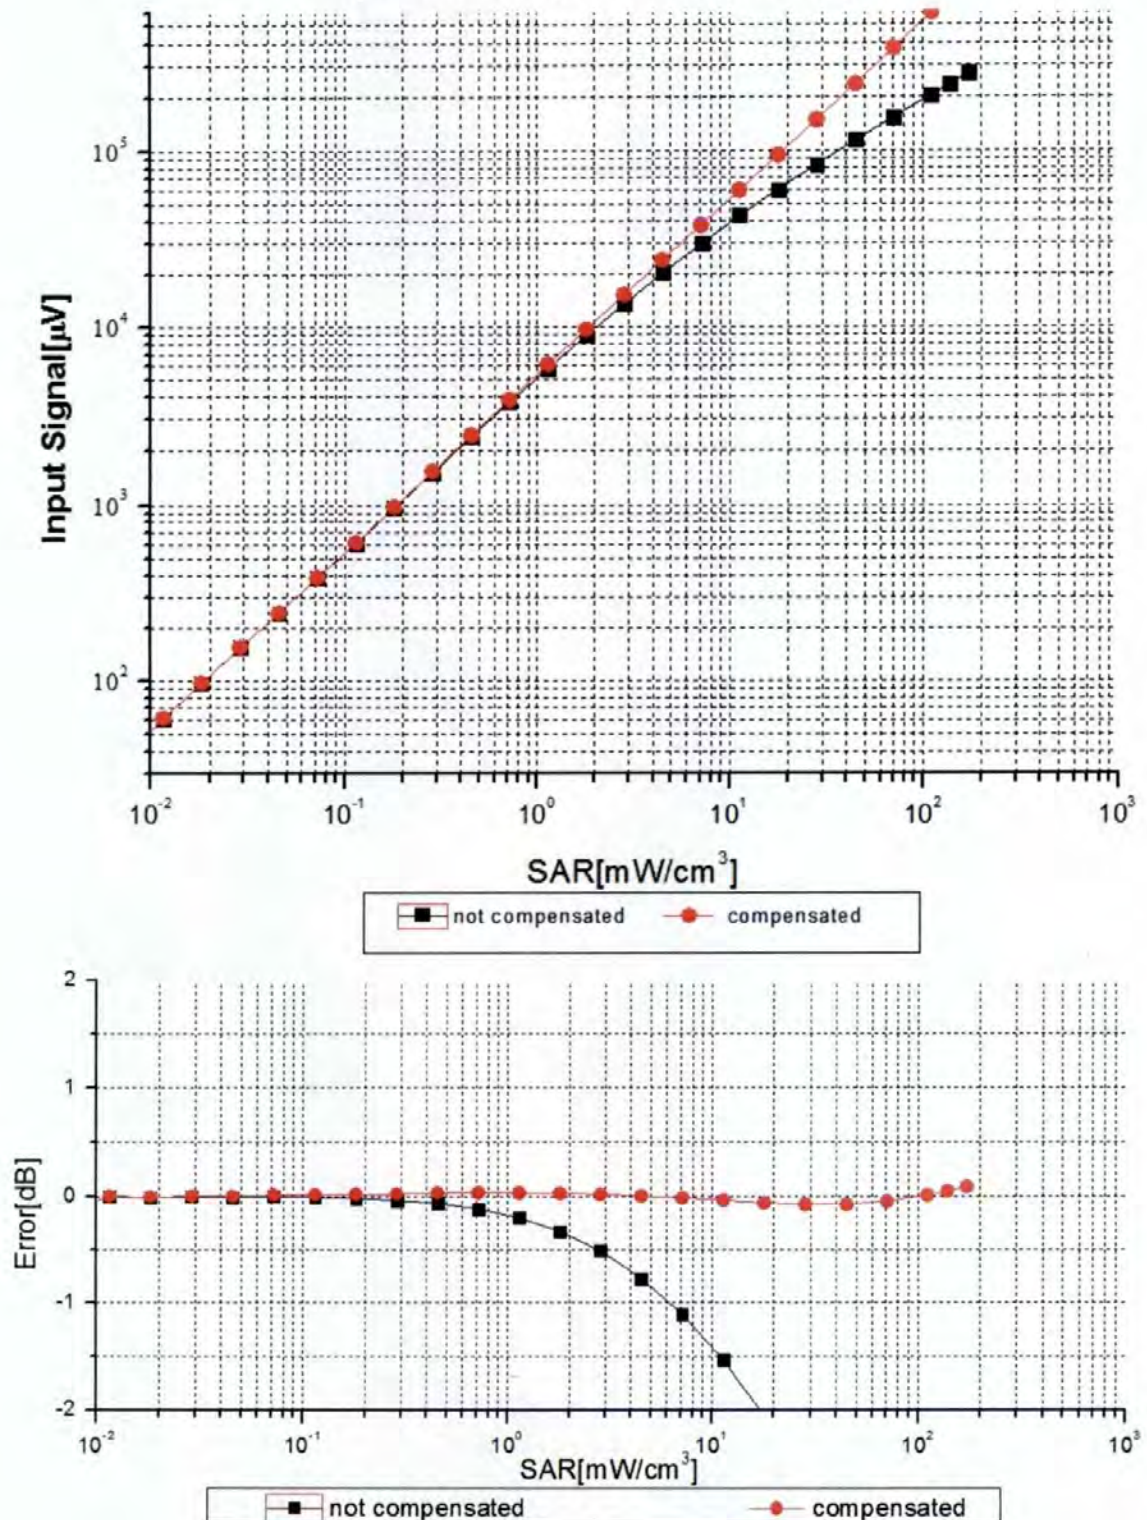 Input Signal[µV]
10⁵
10⁴
10³
10²
10⁻² 10⁻¹ 10⁰ 10¹ 10² 10³
SAR[mW/cm³]
not compensated compensated
Error[dB]
2
1
0
-1
-2
10⁻² 10⁻¹ 10⁰ 10¹ 10² 10³
SAR[mW/cm³]
not compensated compensated